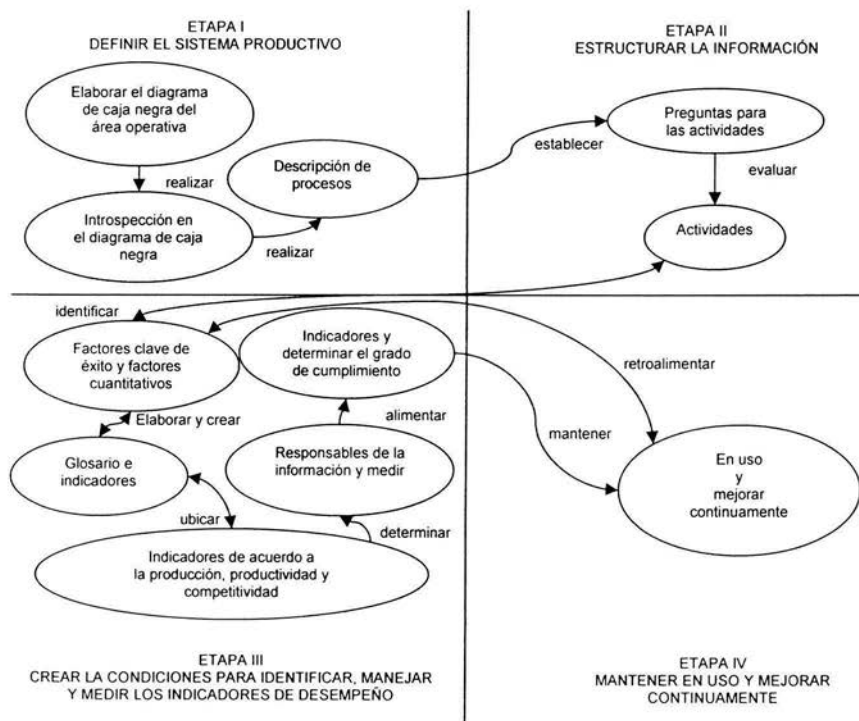 ETAPA I
DEFINIR EL SISTEMA PRODUCTIVO
Elaborar el diagrama
de caja negra del
área operativa
realizar
Introspección en
el diagrama de caja
negra
realizar
Descripción de
procesos
ETAPA II
ESTRUCTURAR LA INFORMACIÓN
establecer
Preguntas para
las actividades
evaluar
Actividades
identificar
Factores clave de
éxito y factores
cuantitativos
Elaborar y crear
Glosario e
indicadores
ubicar
Indicadores de acuerdo a
la producción, productividad y
competitividad
determinar
Responsables de la
información y medir
alimentar
Indicadores y
determinar el grado
de cumplimiento
ETAPA III
CREAR LA CONDICIONES PARA IDENTIFICAR, MANEJAR
Y MEDIR LOS INDICADORES DE DESEMPEÑO
retroalimentar
mantener
En uso
y
mejorar
continuamente
ETAPA IV
MANTENER EN USO Y MEJORAR
CONTINUAMENTE